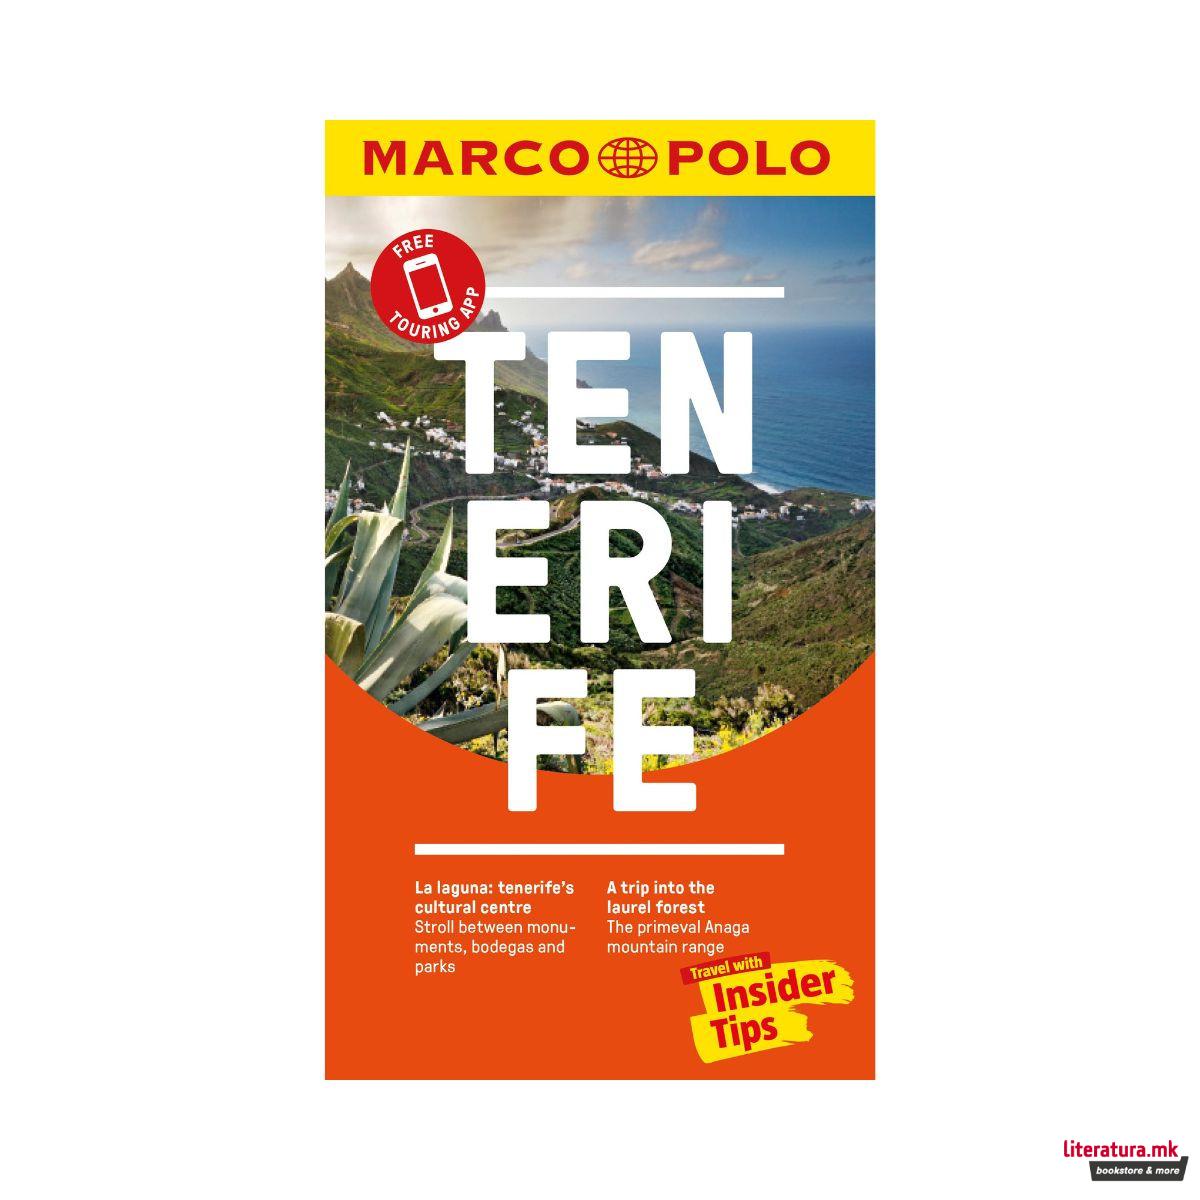 MARCO POLO
FREE
TOURING APP
TEN
ERI
FE
La laguna: tenerife's
cultural centre
Stroll between monu-
ments, bodegas and
parks
A trip into the
laurel forest
The primeval Anaga
mountain range
Travel with
Insider
Tips
literatura.mk
bookstore & more